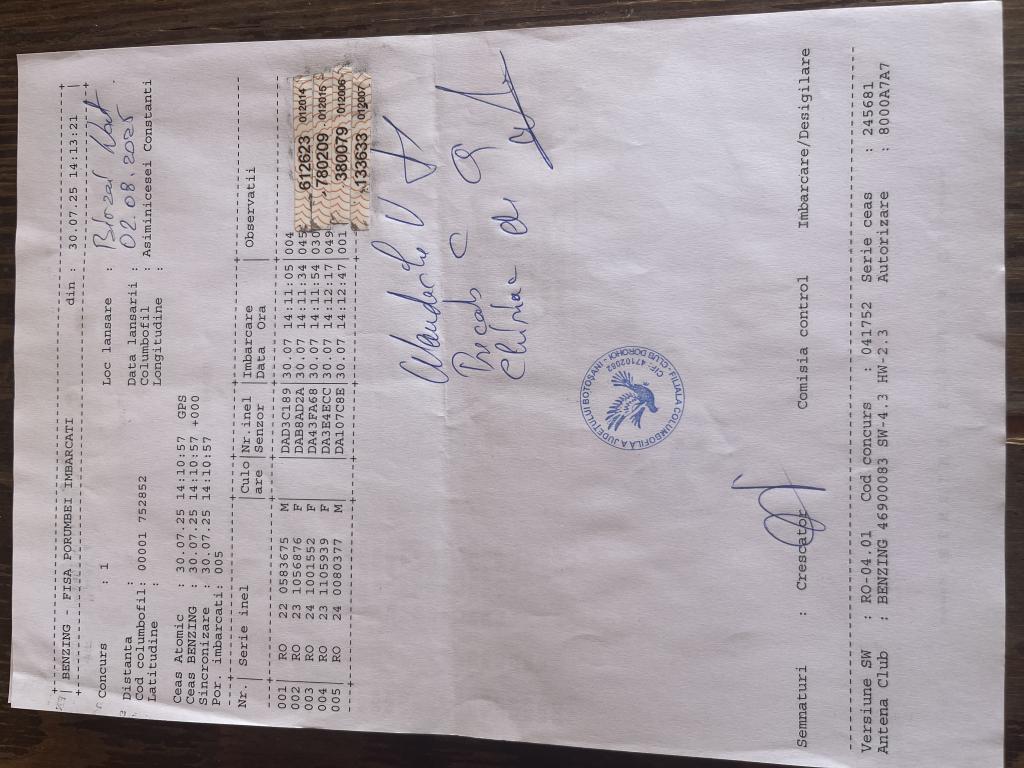 BENZING - FISA PORUMBEI IMBARCATI din : 30.07.25 14:13:21
Concurs : 1 Loc lansare :
Distanta : Data lansarii : 02.08.2025
Cod columbofil: 00001 752852 Columbofil : Asiminicesei Constanti
Latitudine : Longitudine :
Ceas Atomic : 30.07.25 14:10:57 GPS
Ceas BENZING : 30.07.25 14:10:57 +000
Sincronizare : 30.07.25 14:10:57
Por. imbarcati: 005
Nr.| Serie inel |Culo|Nr.inel |Imbarcare | Observatii
|are |Senzor |Data Ora |
001 | RO 22 0583675 M | |DAD3C189|30.07 14:11:05|004 612623 012014
002 | RO 23 1056876 F | |DAB8AD2A|30.07 14:11:34|045 780209 012015
003 | RO 24 1001552 F | |DA43FA68|30.07 14:11:54|030 380079 012006
004 | RO 23 1105939 F | |DA3E4ECC|30.07 14:12:17|049 133633 012007
005 | RO 24 0080377 M | |DA107C8E|30.07 14:12:47|001
COLUMBOFILA A JUDETULUI BOTOSANI - FILIALA CLUB DOROHOI
CIF: 47102082
Semnaturi : Crescator Comisia control Imbarcare/Desigilare
Versiune SW : RO-04.01 Cod concurs : 041752 Serie ceas : 245681
Antena Club : BENZING 46900083 SW-4.3 HW-2.3 Autorizare : 8000A7A7